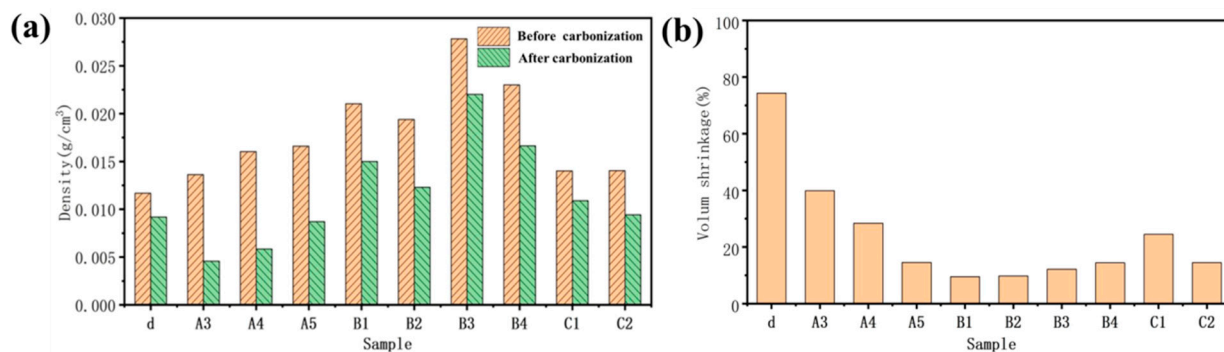 (a)
0.030
0.025
0.020
0.015
0.010
0.005
0.000
Density(g/cm³)
Before carbonization
After carbonization
d A3 A4 A5 B1 B2 B3 B4 C1 C2
Sample
(b)
100
80
60
40
20
0
Volum shrinkage(%)
d A3 A4 A5 B1 B2 B3 B4 C1 C2
Sample